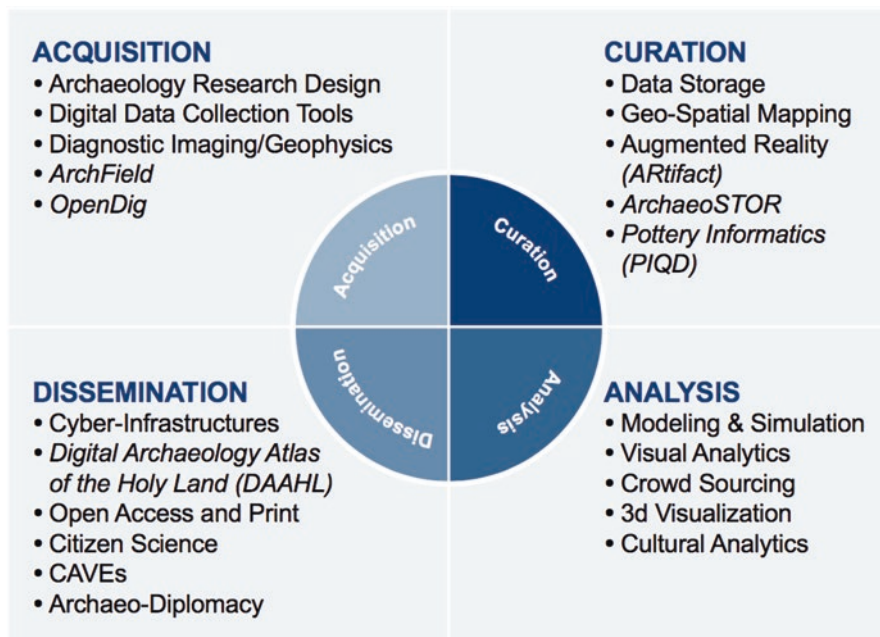 ACQUISITION
• Archaeology Research Design
• Digital Data Collection Tools
• Diagnostic Imaging/Geophysics
• ArchField
• OpenDig
CURATION
• Data Storage
• Geo-Spatial Mapping
• Augmented Reality
(ARtifact)
• ArchaeoSTOR
• Pottery Informatics
(PIQD)
Acquisition
Curation
Dissemination
Analysis
DISSEMINATION
• Cyber-Infrastructures
• Digital Archaeology Atlas
of the Holy Land (DAAHL)
• Open Access and Print
• Citizen Science
• CAVEs
• Archaeo-Diplomacy
ANALYSIS
• Modeling & Simulation
• Visual Analytics
• Crowd Sourcing
• 3d Visualization
• Cultural Analytics